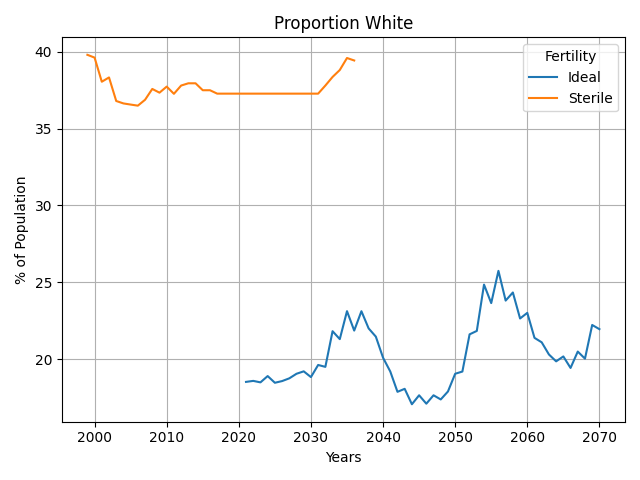 Proportion White
Fertility
Ideal
Sterile
40
35
30
25
20
% of Population
2000 2010 2020 2030 2040 2050 2060 2070
Years